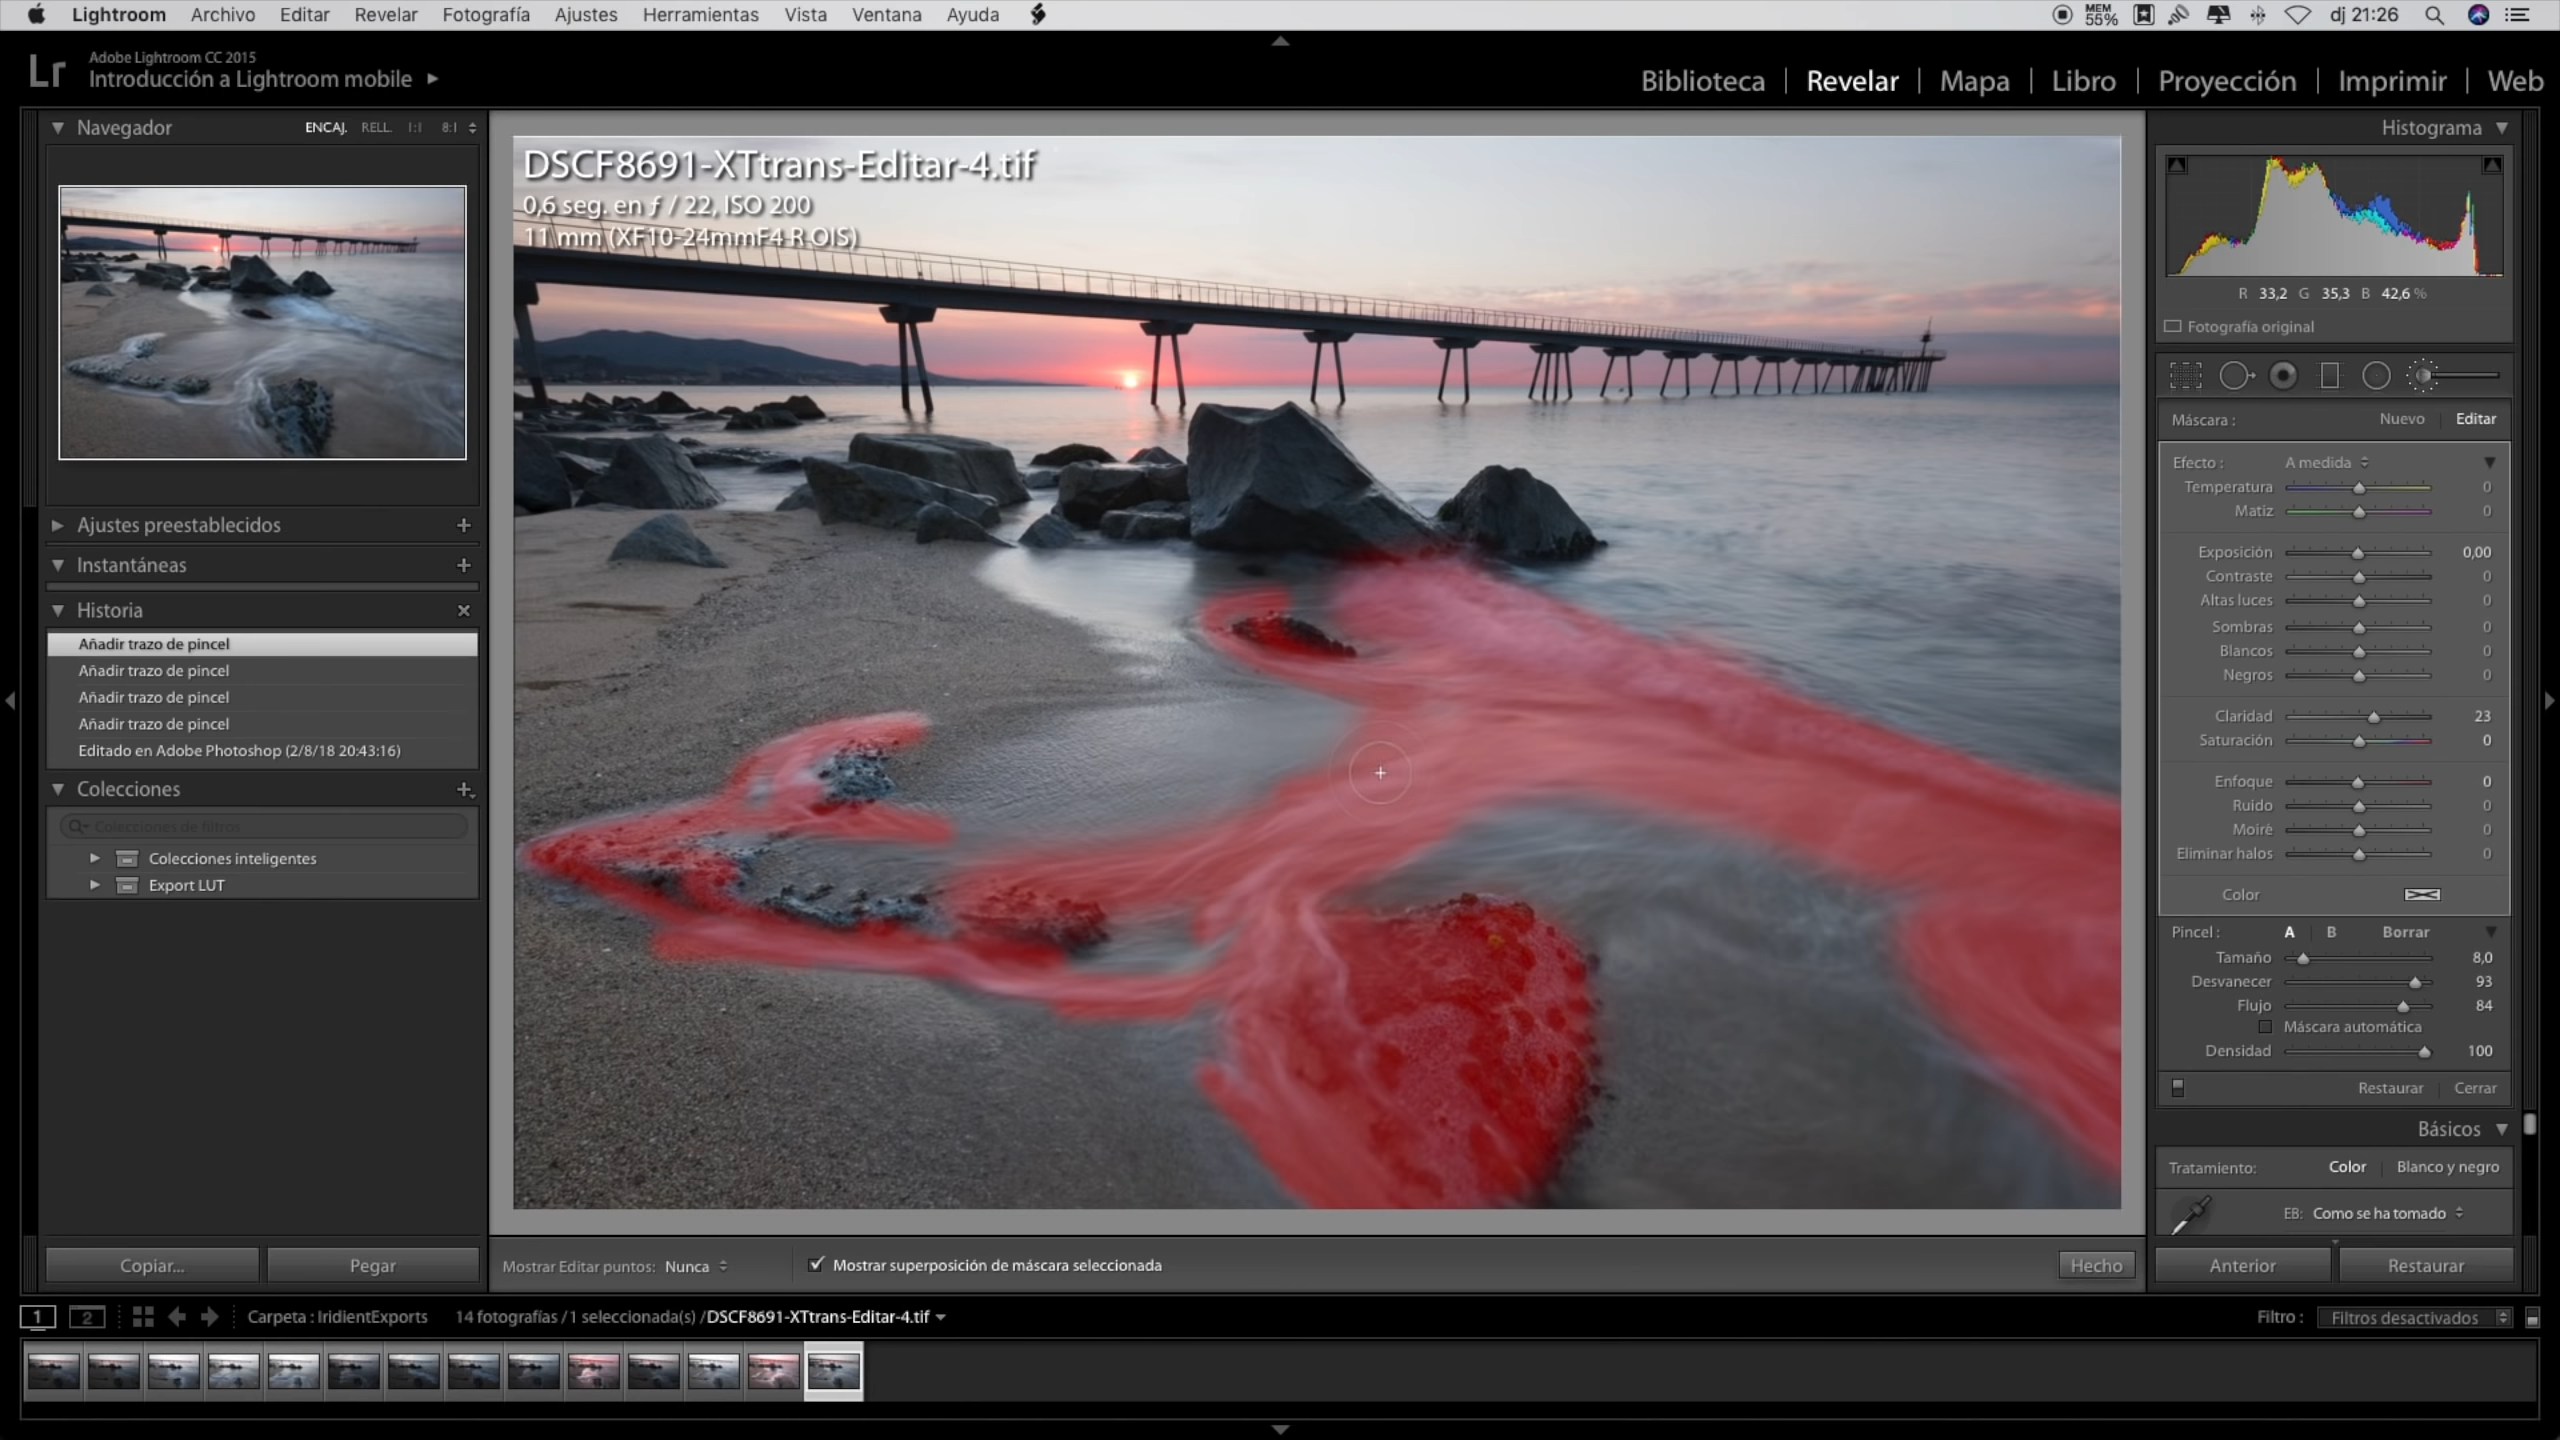 Lightroom Archivo Editar Revelar Fotografía Ajustes Herramientas Vista Ventana Ayuda
MEM 55% dj 21:26
Lr Adobe Lightroom CC 2015
Introducción a Lightroom mobile
Biblioteca | Revelar | Mapa | Libro | Proyección | Imprimir | Web
Navegador ENCAJ. RELL. 1:1 8:1
Ajustes preestablecidos +
Instantáneas +
Historia ×
Añadir trazo de pincel
Añadir trazo de pincel
Añadir trazo de pincel
Añadir trazo de pincel
Editado en Adobe Photoshop (2/8/18 20:43:16)
Colecciones +
Colecciones de filtros
Colecciones inteligentes
Export LUT
Copiar... Pegar
DSCF8691-XTtrans-Editar-4.tif
0,6 seg. en ƒ / 22, ISO 200
11 mm (XF10-24mmF4 R OIS)
Mostrar Editar puntos: Nunca Mostrar superposición de máscara seleccionada Hecho
Histograma
R 33,2 G 35,3 B 42,6 %
Fotografía original
Máscara : Nuevo Editar
Efecto : A medida
Temperatura 0
Matiz 0
Exposición 0,00
Contraste 0
Altas luces 0
Sombras 0
Blancos 0
Negros 0
Claridad 23
Saturación 0
Enfoque 0
Ruido 0
Moiré 0
Eliminar halos 0
Color
Pincel : A B Borrar
Tamaño 8,0
Desvanecer 93
Flujo 84
Máscara automática
Densidad 100
Restaurar Cerrar
Básicos
Tratamiento: Color Blanco y negro
EB: Como se ha tomado
Anterior Restaurar
1 2 Carpeta : IridientExports 14 fotografías /1 seleccionada(s) /DSCF8691-XTtrans-Editar-4.tif Filtro : Filtros desactivados